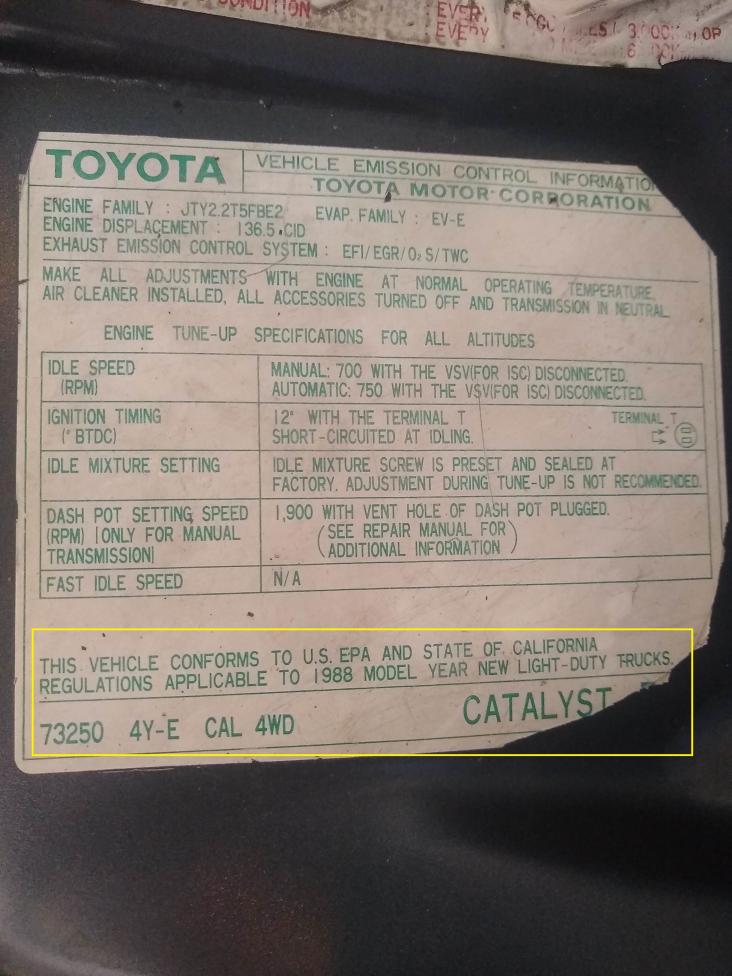 CONDITION
EVERY
EVERY
TOYOTA
VEHICLE EMISSION CONTROL
TOYOTA MOTOR CORPORATION
ENGINE FAMILY : JTY2.2T5FBE2 EVAP. FAMILY : EV-E
ENGINE DISPLACEMENT : 136.5 CID
EXHAUST EMISSION CONTROL SYSTEM : EFI/EGR/O₂S/TWC
MAKE ALL ADJUSTMENTS WITH ENGINE AT NORMAL OPERATING TEMPERATURE,
AIR CLEANER INSTALLED, ALL ACCESSORIES TURNED OFF AND TRANSMISSION IN NEUTRAL.
ENGINE TUNE-UP SPECIFICATIONS FOR ALL ALTITUDES
IDLE SPEED
(RPM)
MANUAL: 700 WITH THE VSV(FOR ISC) DISCONNECTED.
AUTOMATIC: 750 WITH THE VSV(FOR ISC) DISCONNECTED.
IGNITION TIMING
(° BTDC)
12° WITH THE TERMINAL T
SHORT-CIRCUITED AT IDLING.
TERMINAL T
IDLE MIXTURE SETTING
IDLE MIXTURE SCREW IS PRESET AND SEALED AT
FACTORY. ADJUSTMENT DURING TUNE-UP IS NOT RECOMMENDED.
DASH POT SETTING SPEED
(RPM) [ONLY FOR MANUAL
TRANSMISSION]
1,900 WITH VENT HOLE OF DASH POT PLUGGED.
(SEE REPAIR MANUAL FOR
ADDITIONAL INFORMATION)
FAST IDLE SPEED
N/A
THIS VEHICLE CONFORMS TO U.S. EPA AND STATE OF CALIFORNIA
REGULATIONS APPLICABLE TO 1988 MODEL YEAR NEW LIGHT-DUTY TRUCKS.
73250 4Y-E CAL 4WD
CATALYST